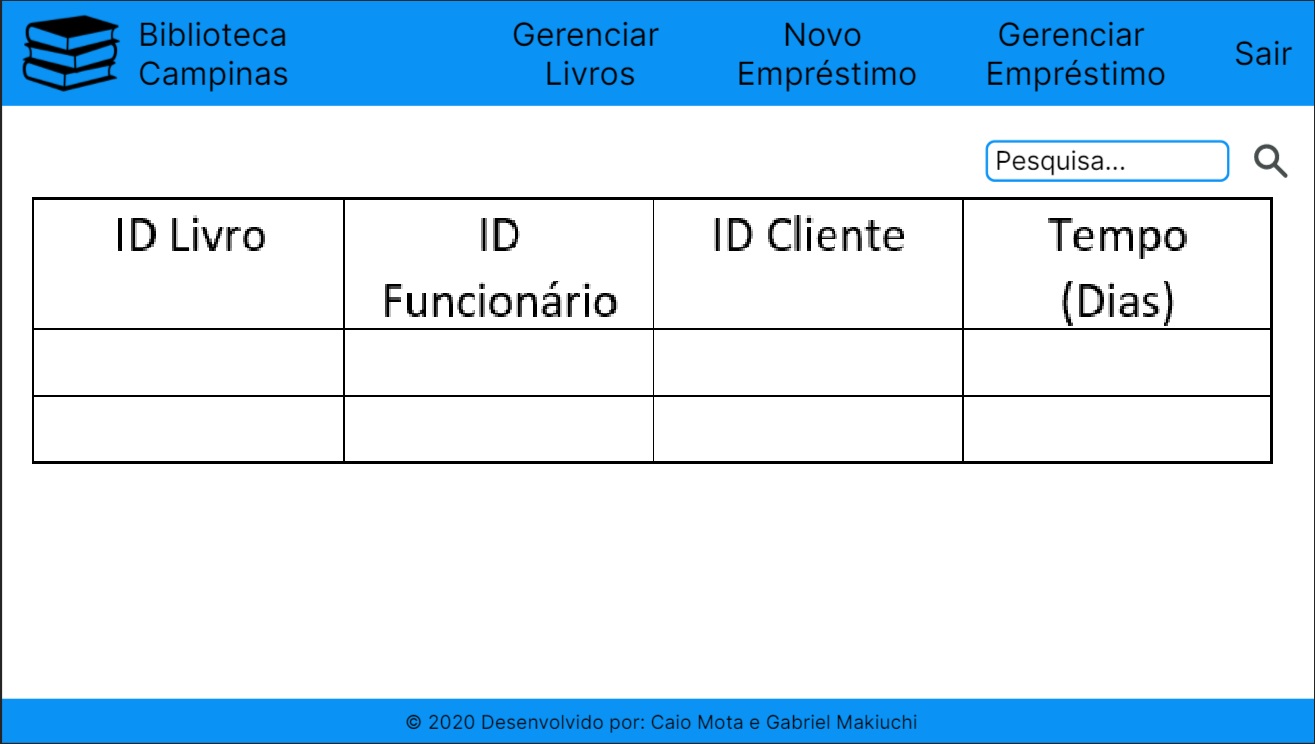 Biblioteca
Campinas
Gerenciar
Livros
Novo
Empréstimo
Gerenciar
Empréstimo
Sair
Pesquisa...
ID Livro
ID
Funcionário
ID Cliente
Tempo
(Dias)
© 2020 Desenvolvido por: Caio Mota e Gabriel Makiuchi